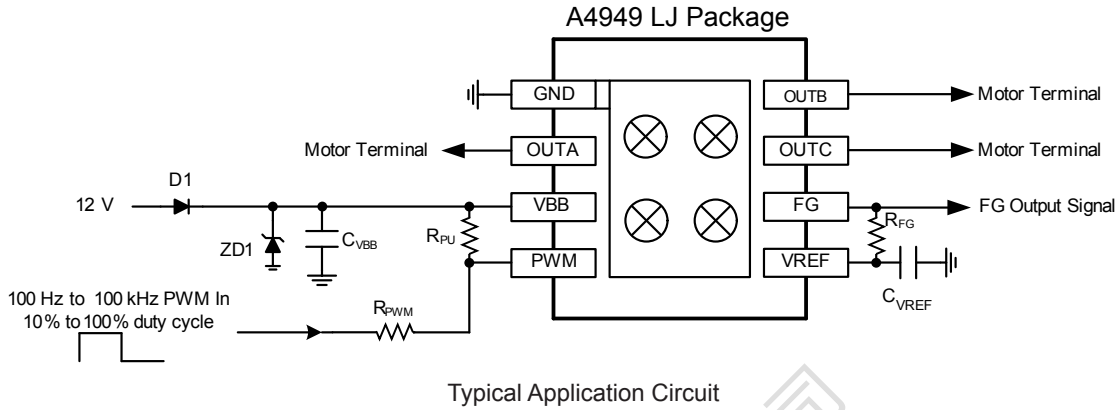 A4949 LJ Package
GND
OUTB
Motor Terminal
Motor Terminal
OUTA
OUTC
Motor Terminal
D1
12 V
VBB
FG
FG Output Signal
ZD1
CVBB
RPU
RFG
PWM
VREF
100 Hz to 100 kHz PWM In
10% to 100% duty cycle
RPWM
CVREF
Typical Application Circuit